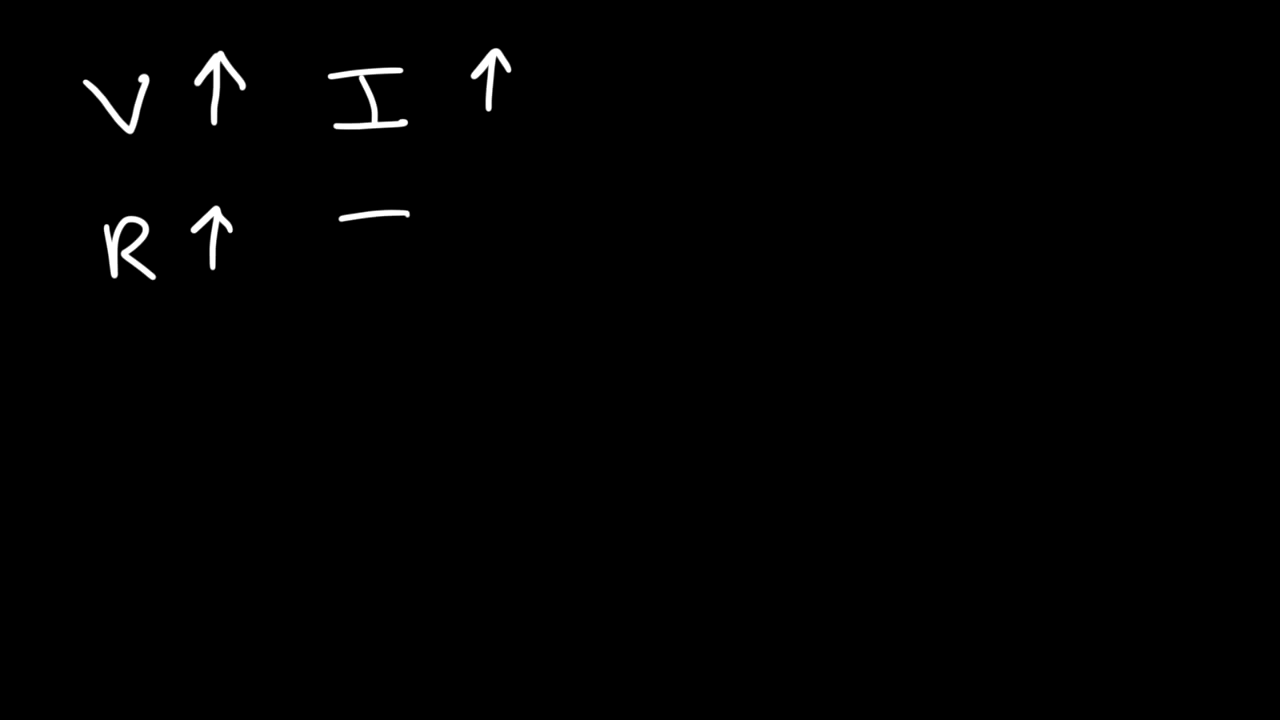 V ↑ I ↑
R ↑ —